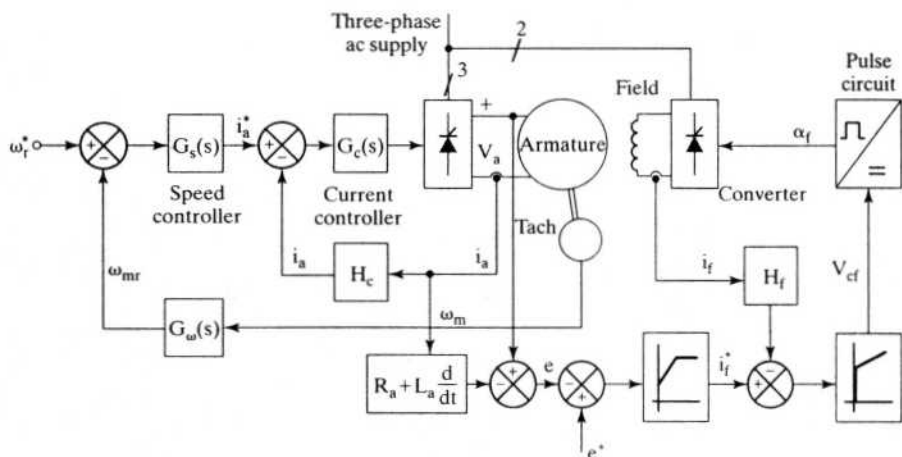 Three-phase
ac supply
2
3
Pulse
circuit
Field
+
ω*r
+
−
Gs(s)
i*a
+
−
Gc(s)
Va
Armature
αf
=
Speed
controller
Current
controller
Converter
Tach
ia
Hc
ia
if
Hf
Vcf
ωmr
Gω(s)
ωm
Ra + La d/dt
+
−
e
−
+
i*f
+
−
e*